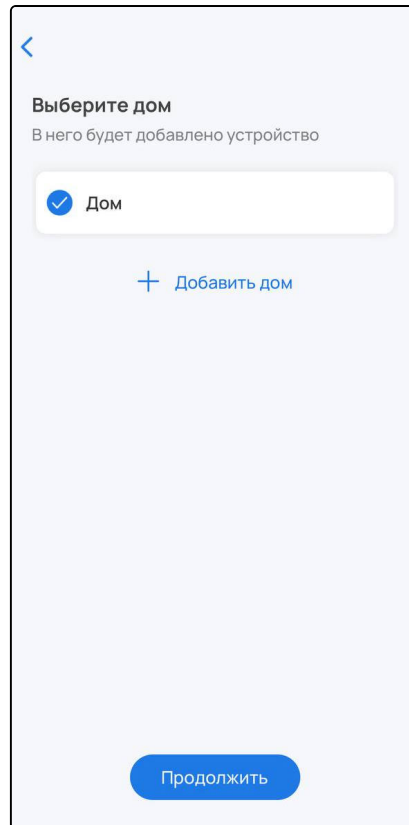 Выберите дом
В него будет добавлено устройство
Дом
Добавить дом
Продолжить